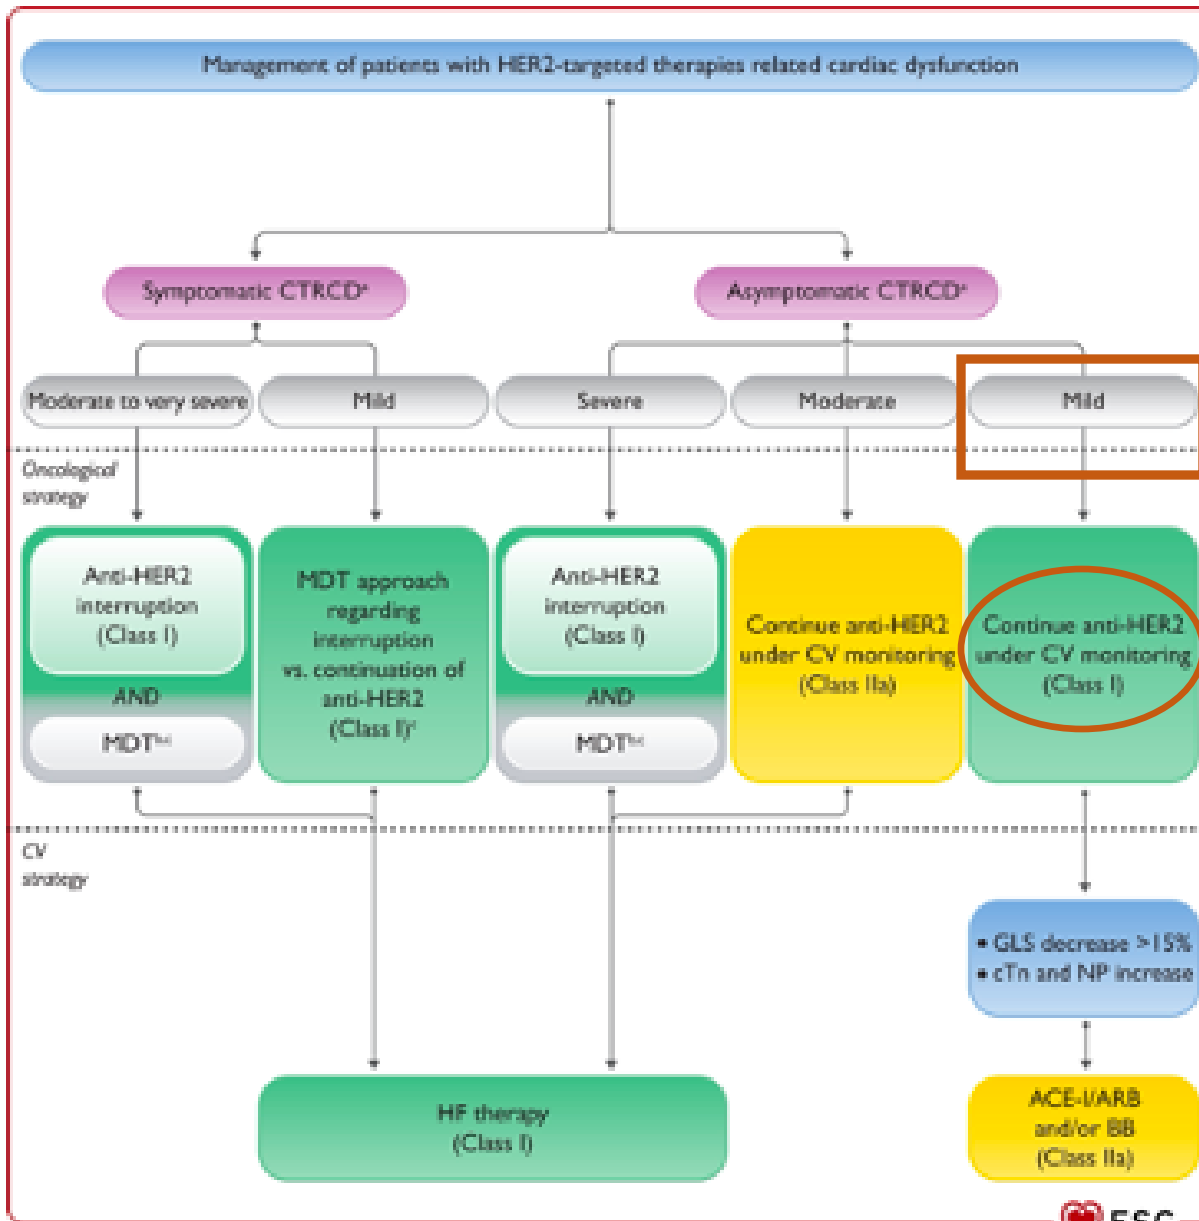 Management of patients with HER2-targeted therapies related cardiac dysfunction
Symptomatic CTRCDᵃ
Asymptomatic CTRCDᵃ
Moderate to very severe
Mild
Severe
Moderate
Mild
Oncological
strategy
Anti-HER2
interruption
(Class I)
AND
MDT
MDT approach
regarding
interruption
vs. continuation of
anti-HER2
(Class I)
Anti-HER2
interruption
(Class I)
AND
MDT
Continue anti-HER2
under CV monitoring
(Class IIa)
Continue anti-HER2
under CV monitoring
(Class I)
CV
strategy
• GLS decrease >15%
• cTn and NP increase
HF therapy
(Class I)
ACE-I/ARB
and/or BB
(Class IIa)
ESC